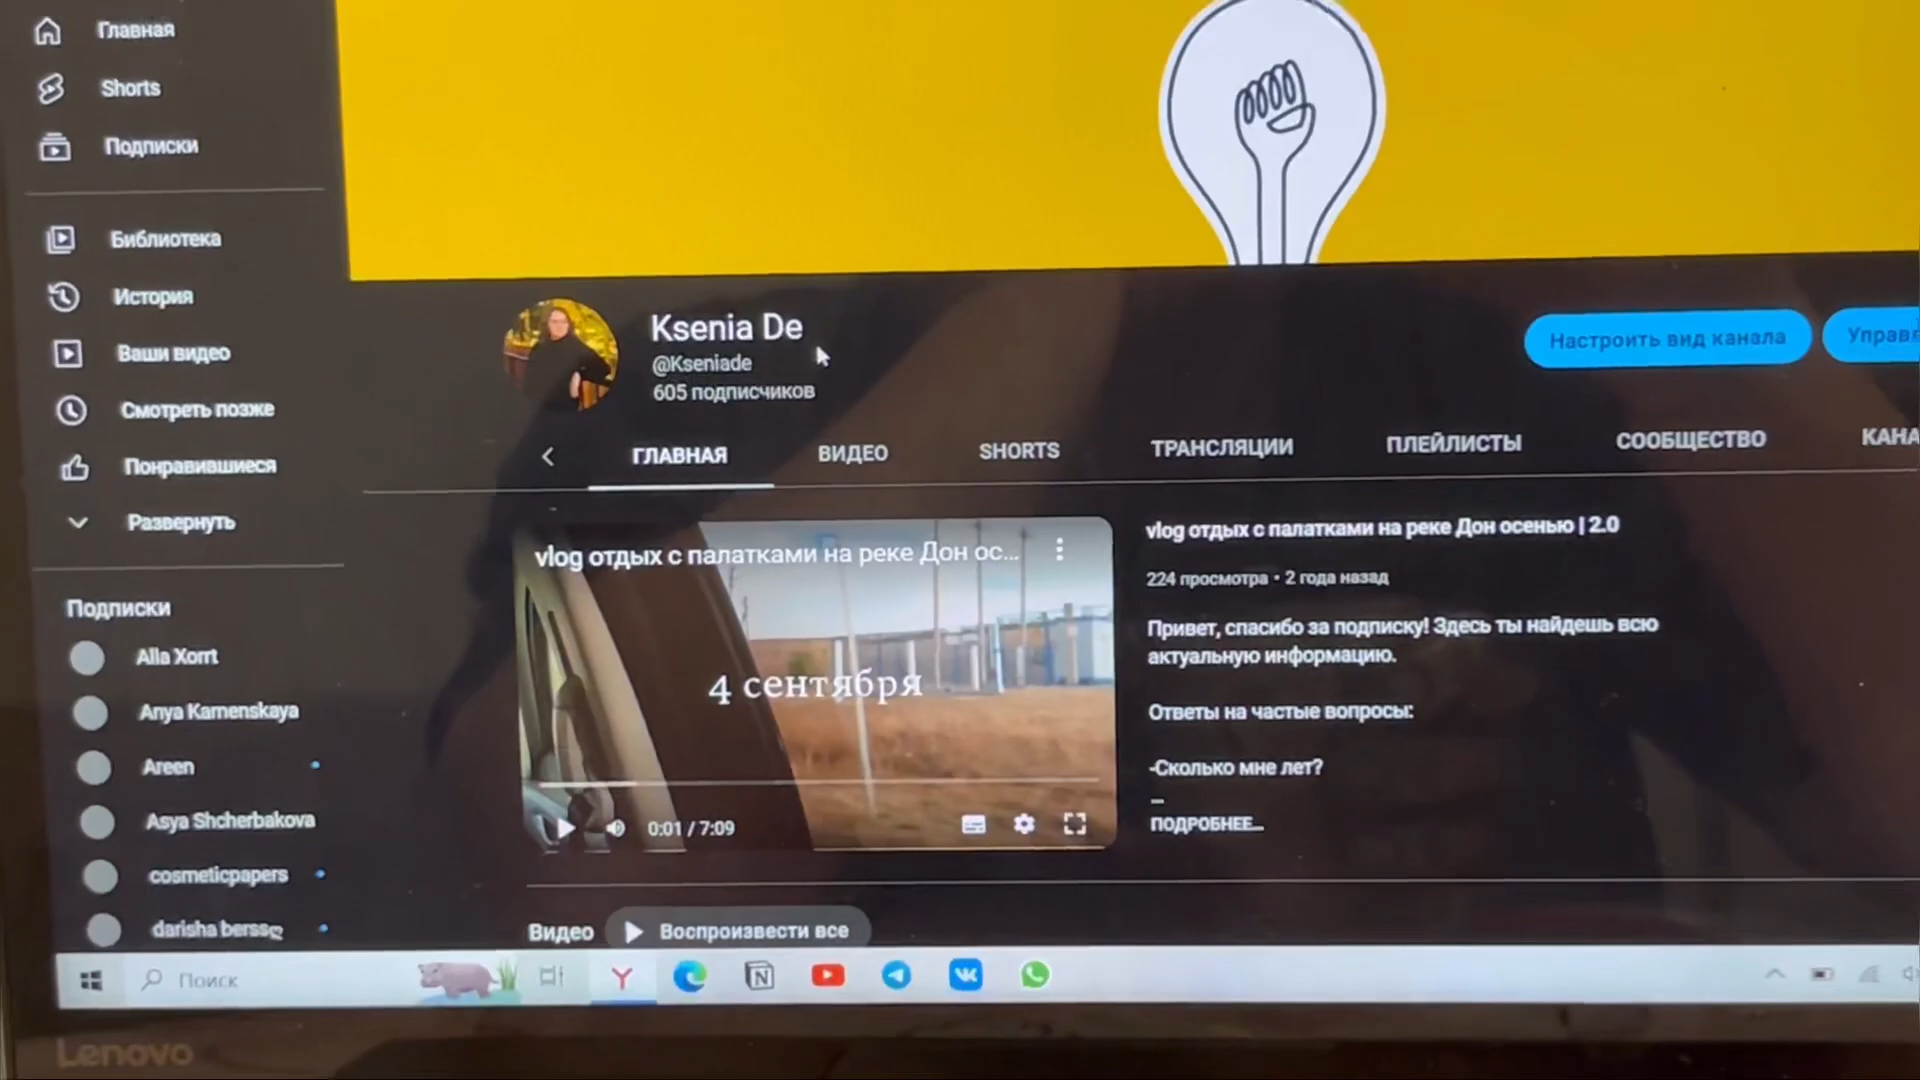 Главная
Shorts
Подписки
Библиотека
История
Ваши видео
Смотреть позже
Понравившиеся
Развернуть
Подписки
Alla Xorrt
Anya Kamenskaya
Areen
Asya Shcherbakova
cosmeticpapers
Ksenia De
@Kseniade
605 подписчиков
Настроить вид канала
ГЛАВНАЯ
ВИДЕО
SHORTS
ТРАНСЛЯЦИИ
ПЛЕЙЛИСТЫ
СООБЩЕСТВО
КАНА
vlog отдых с палатками на реке Дон ос...
4 сентября
0:01 / 7:09
vlog отдых с палатками на реке Дон осенью | 2.0
224 просмотра • 2 года назад
Привет, спасибо за подписку! Здесь ты найдешь всю
актуальную информацию.
Ответы на частые вопросы:
-Сколько мне лет?
–
ПОДРОБНЕЕ...
Видео
Воспроизвести все
Поиск
Lenovo